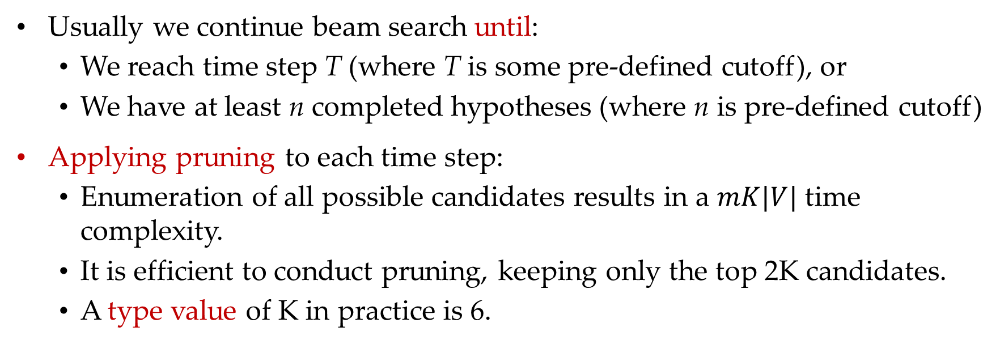 • Usually we continue beam search until:
• We reach time step T (where T is some pre-defined cutoff), or
• We have at least n completed hypotheses (where n is pre-defined cutoff)
• Applying pruning to each time step:
• Enumeration of all possible candidates results in a mK|V| time
complexity.
• It is efficient to conduct pruning, keeping only the top 2K candidates.
• A type value of K in practice is 6.